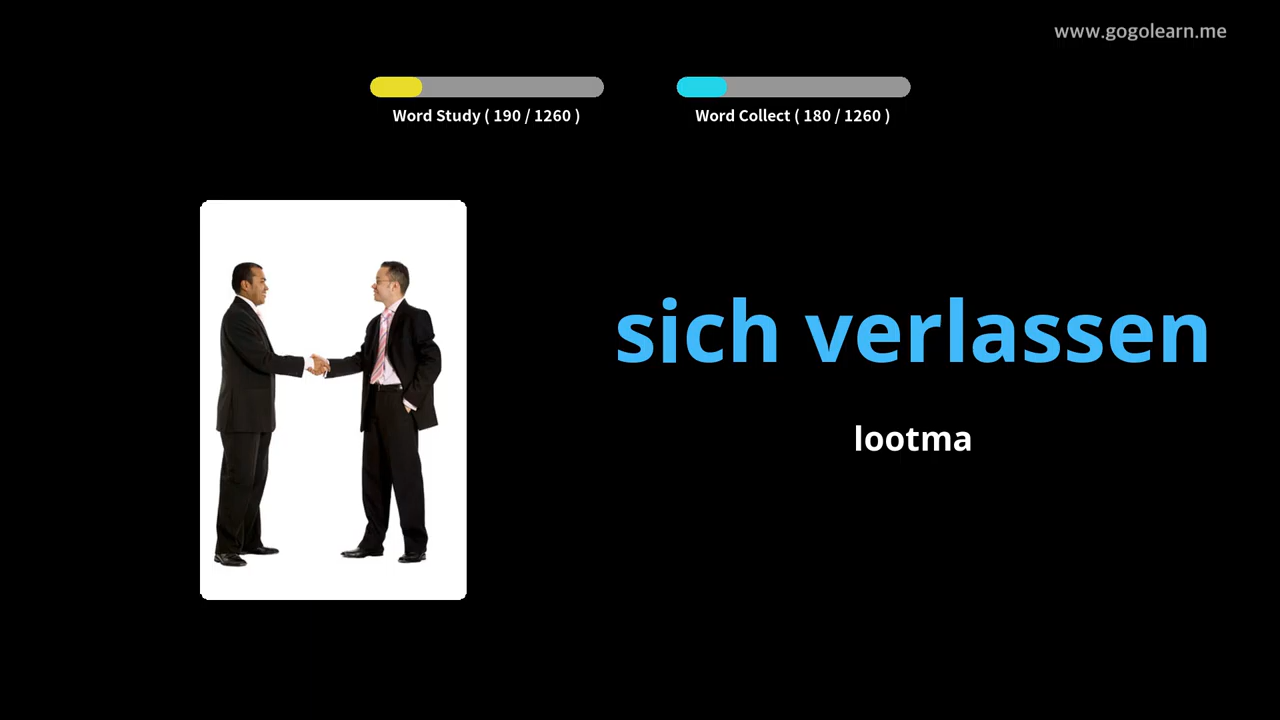 www.gogolearn.me
Word Study ( 190 / 1260 )
Word Collect ( 180 / 1260 )
sich verlassen
lootma